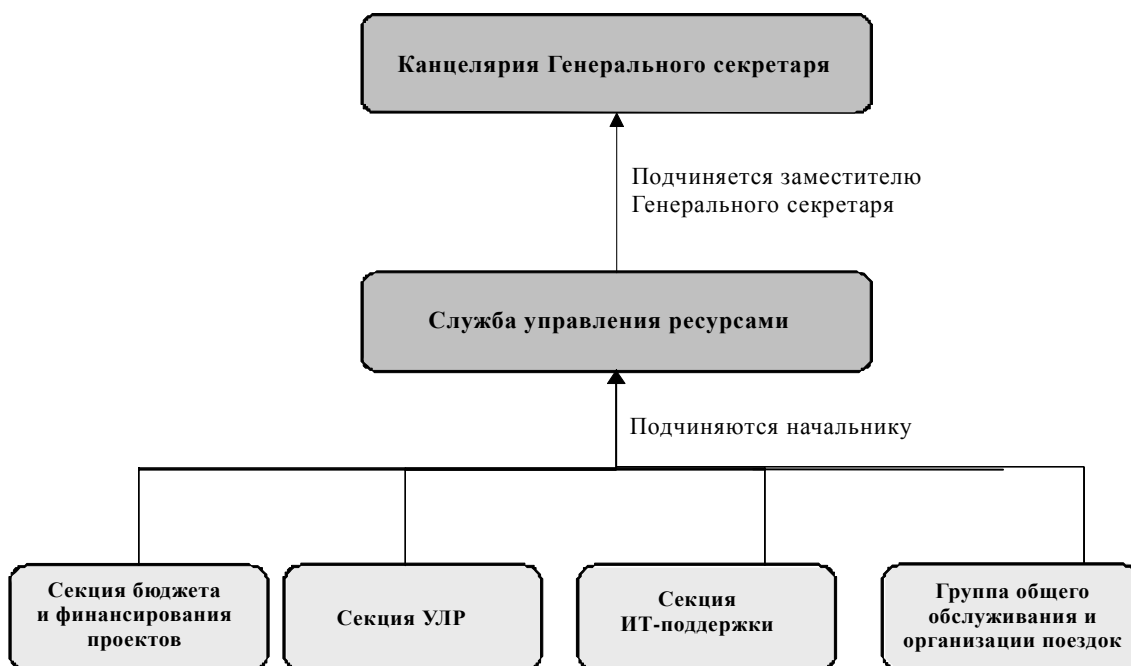 Канцелярия Генерального секретаря
Подчиняется заместителю
Генерального секретаря
Служба управления ресурсами
Подчиняются начальнику
Секция бюджета
и финансирования
проектов
Секция УЛР
Секция
ИТ-поддержки
Группа общего
обслуживания и
организации поездок